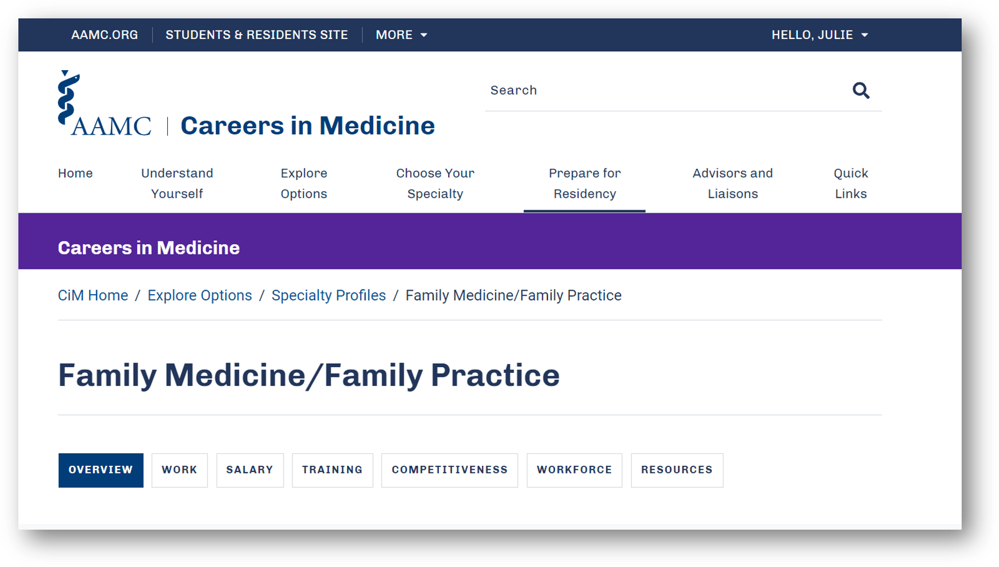 AAMC.ORG STUDENTS & RESIDENTS SITE MORE HELLO, JULIE
Search
AAMC Careers in Medicine
Home Understand Yourself Explore Options Choose Your Specialty Prepare for Residency Advisors and Liaisons Quick Links
Careers in Medicine
CiM Home / Explore Options / Specialty Profiles / Family Medicine/Family Practice
Family Medicine/Family Practice
OVERVIEW WORK SALARY TRAINING COMPETITIVENESS WORKFORCE RESOURCES